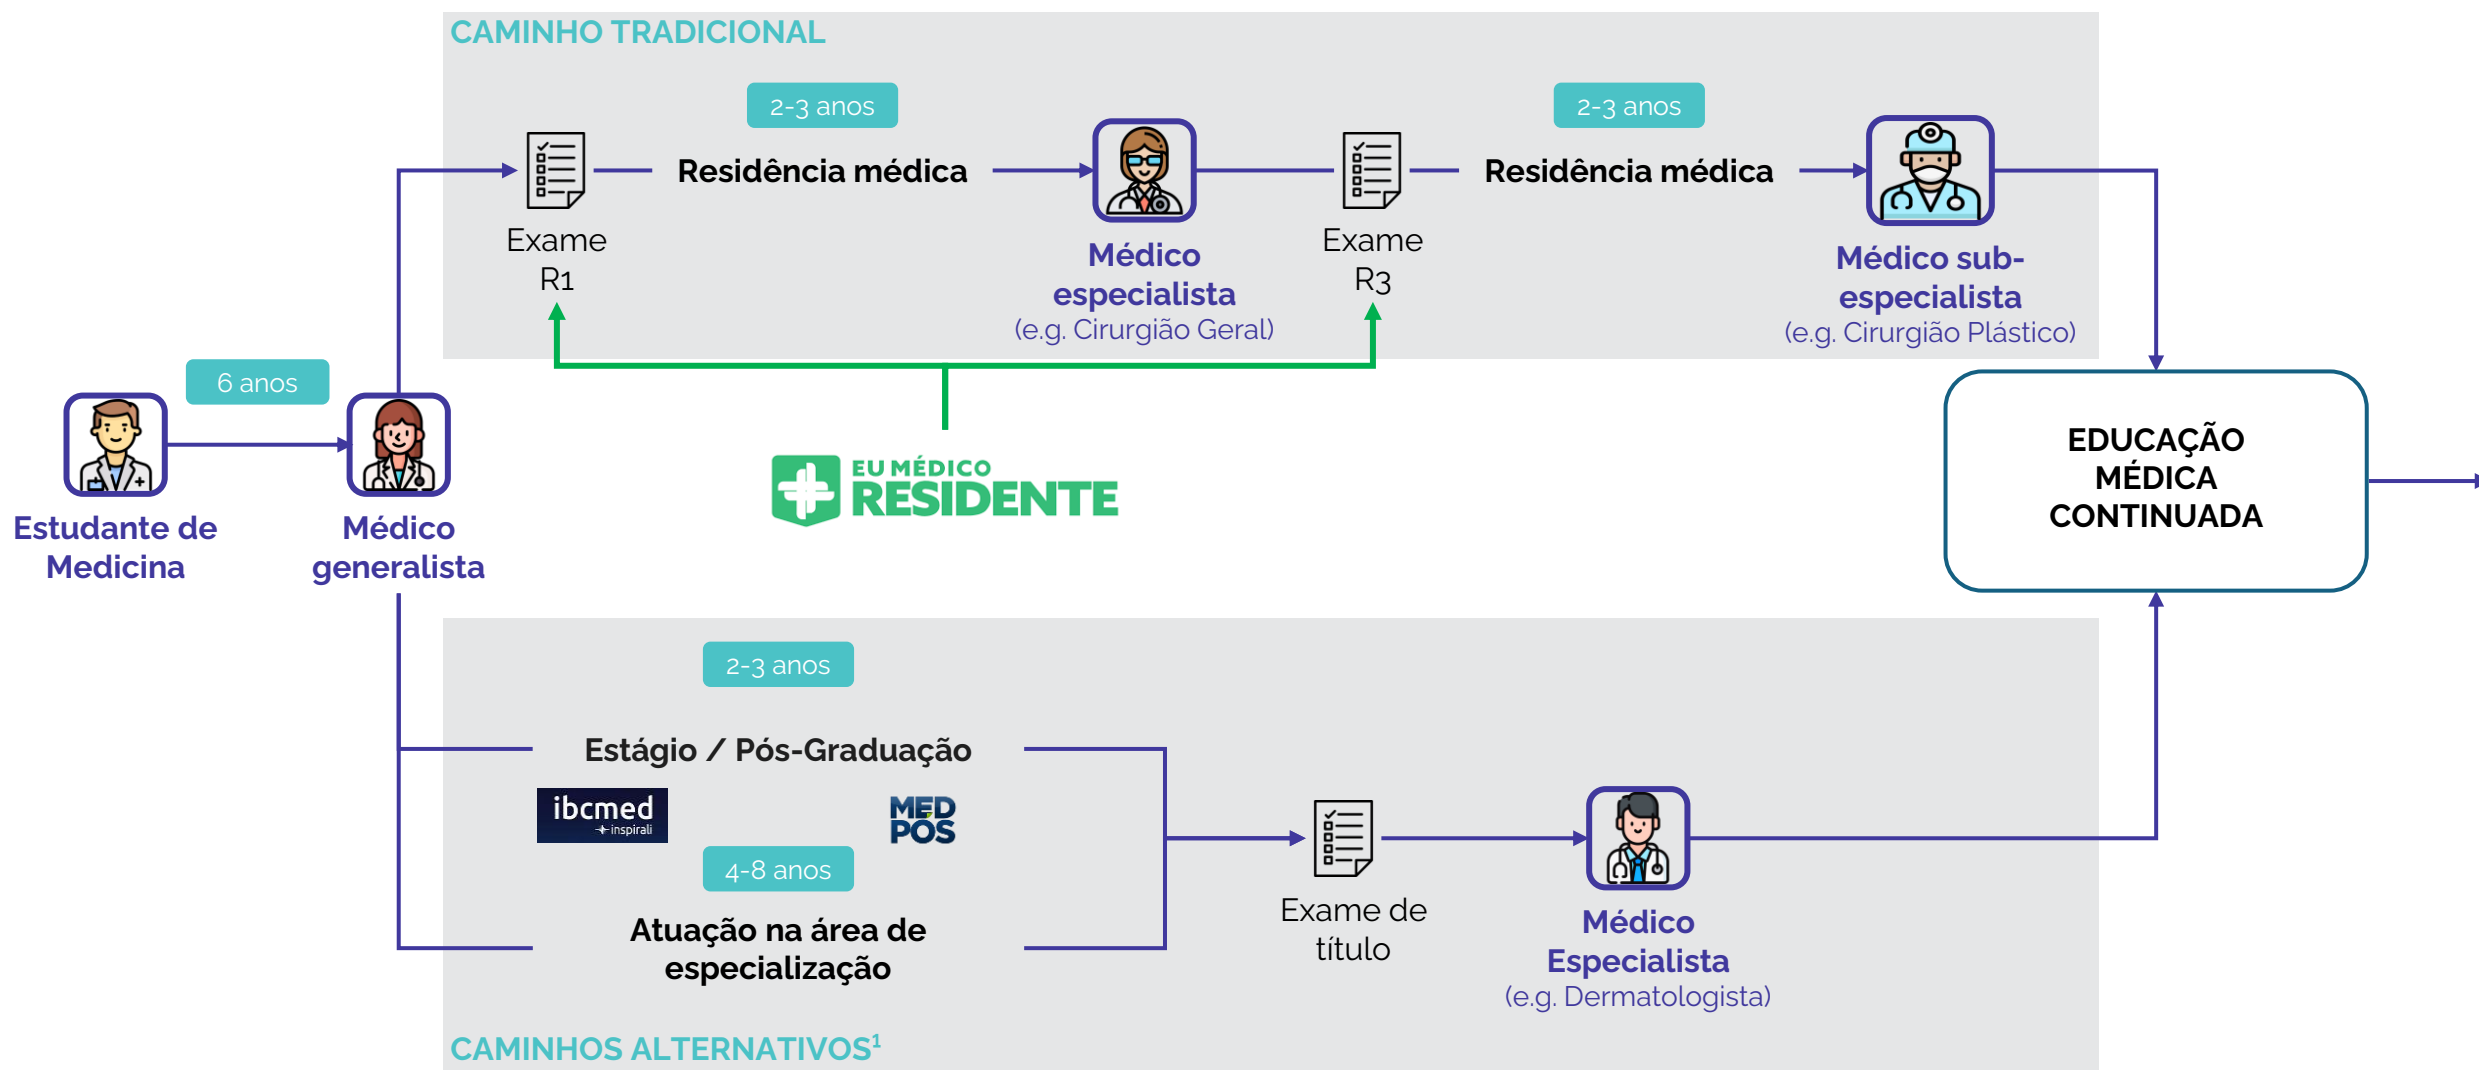 CAMINHO TRADICIONAL
2-3 anos
2-3 anos
Residência médica
Residência médica
Exame
R1
Médico
especialista
(e.g. Cirurgião Geral)
Exame
R3
Médico sub-
especialista
(e.g. Cirurgião Plástico)
6 anos
Estudante de
Medicina
Médico
generalista
EU MÉDICO
RESIDENTE
EDUCAÇÃO
MÉDICA
CONTINUADA
2-3 anos
Estágio / Pós-Graduação
ibcmed
inspirali
MED
PÓS
4-8 anos
Atuação na área de
especialização
Exame de
título
Médico
Especialista
(e.g. Dermatologista)
CAMINHOS ALTERNATIVOS¹